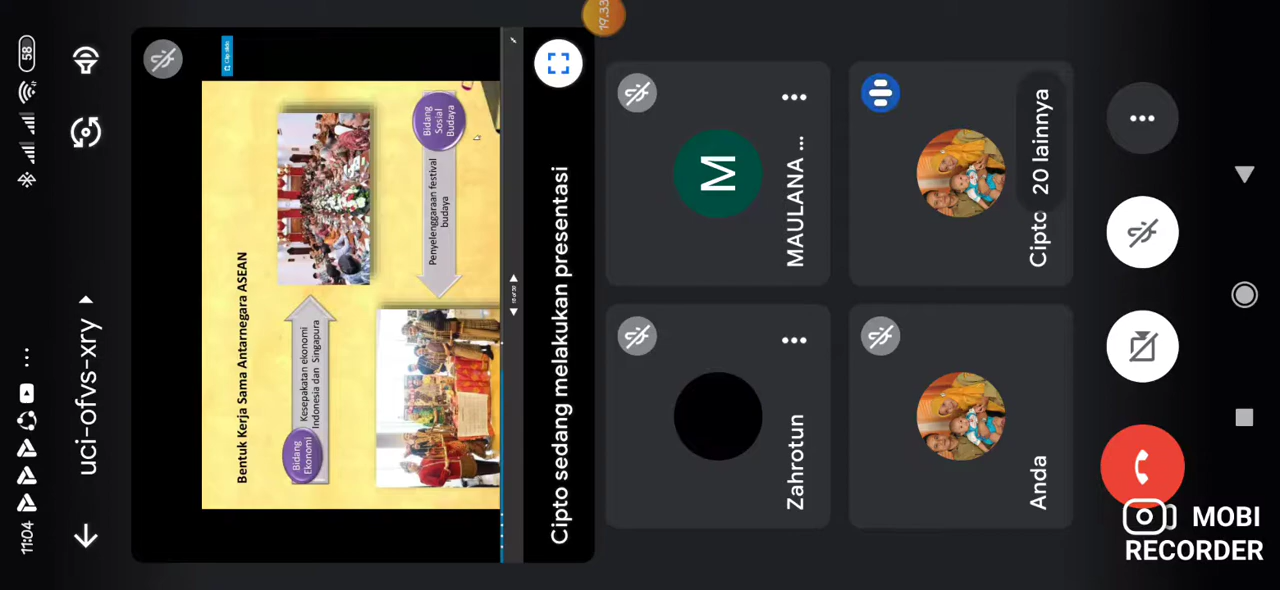 11:04
58
uci-ofvs-xry
Bentuk Kerja Sama Antarnegara ASEAN
Bidang
Ekonomi
Kesepakatan ekonomi
Indonesia dan Singapura
Penyelenggaraan festival
budaya
Bidang
Sosial
Budaya
Cipto sedang melakukan presentasi
19.33
Zahrotun
M
MAULANA ...
Anda
Cipto
20 lainnya
MOBI
RECORDER